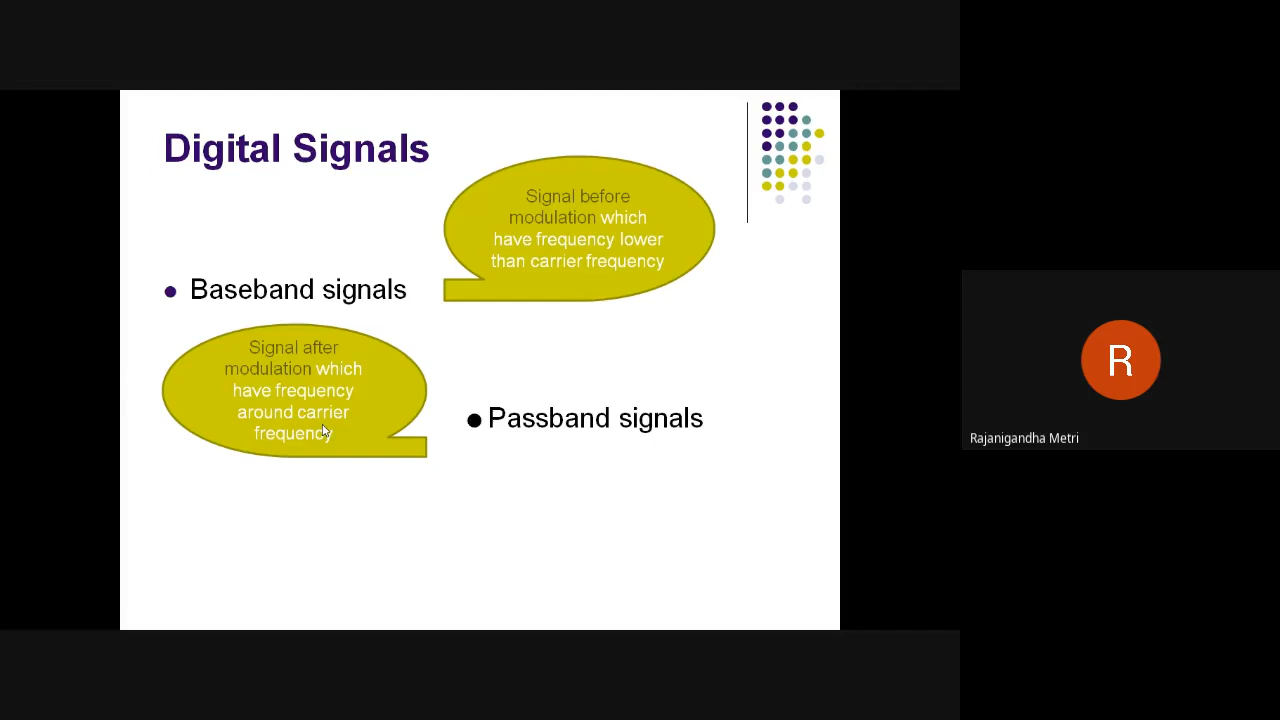 Digital Signals
Signal before
modulation which
have frequency lower
than carrier frequency
Baseband signals
Signal after
modulation which
have frequency
around carrier
frequency
Passband signals
R
Rajanigandha Metri